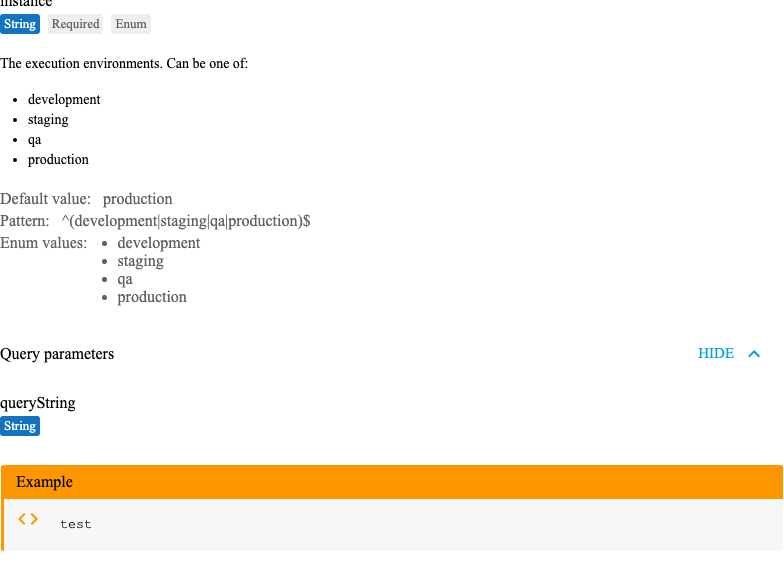 instance
String Required Enum
The execution environments. Can be one of:
• development
• staging
• qa
• production
Default value: production
Pattern: ^(development|staging|qa|production)$
Enum values: • development
• staging
• qa
• production
Query parameters HIDE
queryString
String
Example
<> test